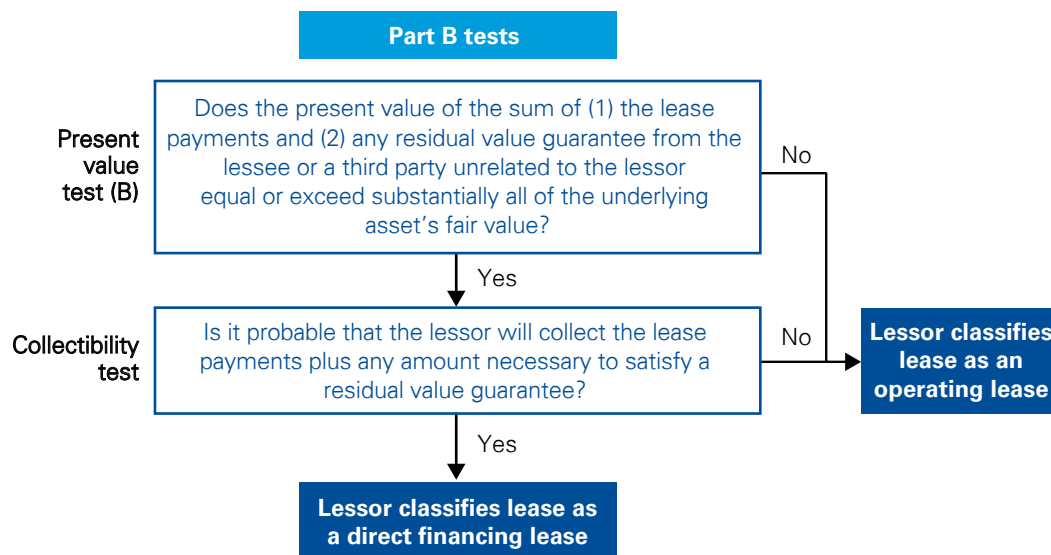 Part B tests
Present
value
test (B)
Does the present value of the sum of (1) the lease
payments and (2) any residual value guarantee from the
lessee or a third party unrelated to the lessor
equal or exceed substantially all of the underlying
asset's fair value?
No
Yes
Collectibility
test
Is it probable that the lessor will collect the lease
payments plus any amount necessary to satisfy a
residual value guarantee?
No
Lessor classifies
lease as an
operating lease
Yes
Lessor classifies lease as
a direct financing lease